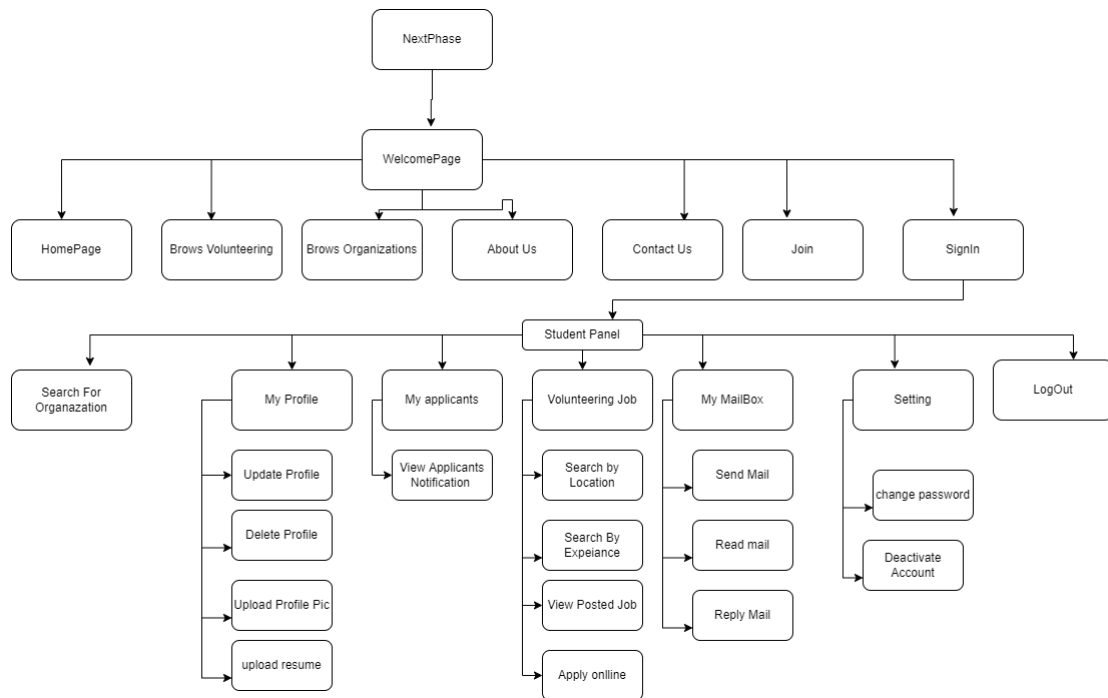 NextPhase
WelcomePage
HomePage
Brows Volunteering
Brows Organizations
About Us
Contact Us
Join
SignIn
Student Panel
Search For
Organazation
My Profile
My applicants
Volunteering Job
My MailBox
Setting
LogOut
Update Profile
Delete Profile
Upload Profile Pic
upload resume
View Applicants
Notification
Search by
Location
Search By
Expeiance
View Posted Job
Apply onlline
Send Mail
Read mail
Reply Mail
change password
Deactivate
Account